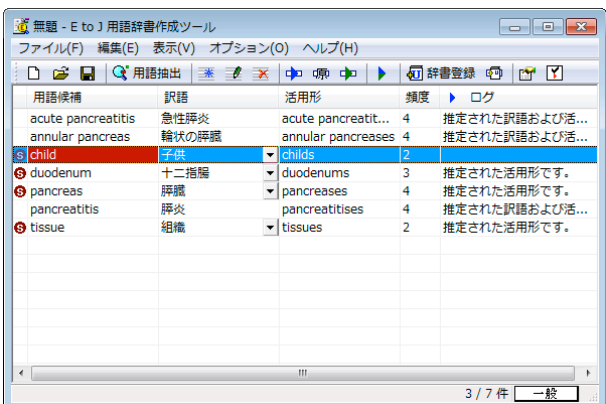 無題 - E to J 用語辞書作成ツール
ファイル(F) 編集(E) 表示(V) オプション(O) ヘルプ(H)
用語抽出 辞書登録
用語候補 訳語 活用形 頻度 ログ
acute pancreatitis 急性膵炎 acute pancreatit... 4 推定された訳語および活...
annular pancreas 輪状の膵臓 annular pancreases 4 推定された訳語および活...
S child 子供 childs 2
S duodenum 十二指腸 duodenums 3 推定された活用形です。
S pancreas 膵臓 pancreases 4 推定された活用形です。
pancreatitis 膵炎 pancreatitises 4 推定された訳語および活...
S tissue 組織 tissues 2 推定された活用形です。
3 / 7 件 一般